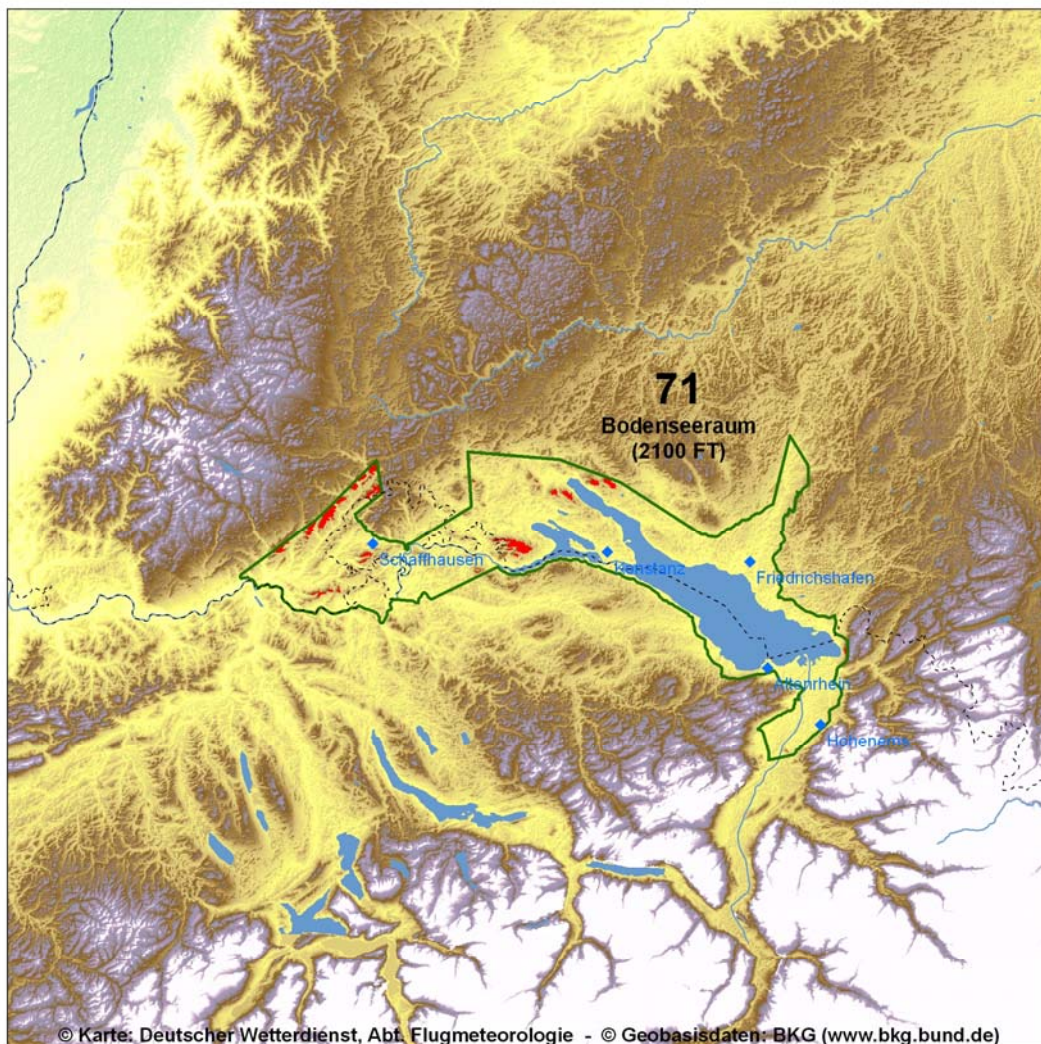 71
Bodenseeraum
(2100 FT)
Schaffhausen
Konstanz
Friedrichshafen
Altenrhein
Hohenems
© Karte: Deutscher Wetterdienst, Abt. Flugmeteorologie - © Geobasisdaten: BKG (www.bkg.bund.de)